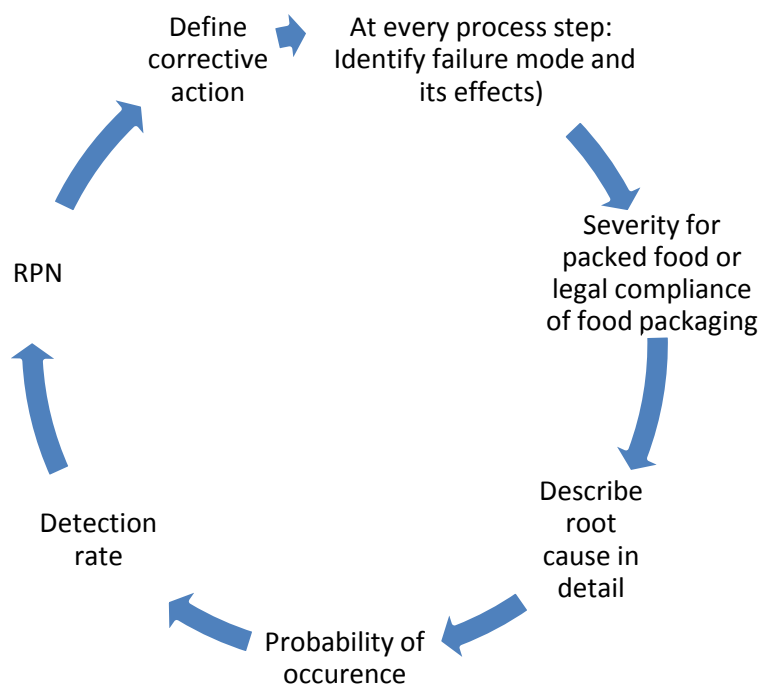 At every process step:
Identify failure mode and
its effects)
Severity for
packed food or
legal compliance
of food packaging
Describe
root
cause in
detail
Probability of
occurence
Detection
rate
RPN
Define
corrective
action